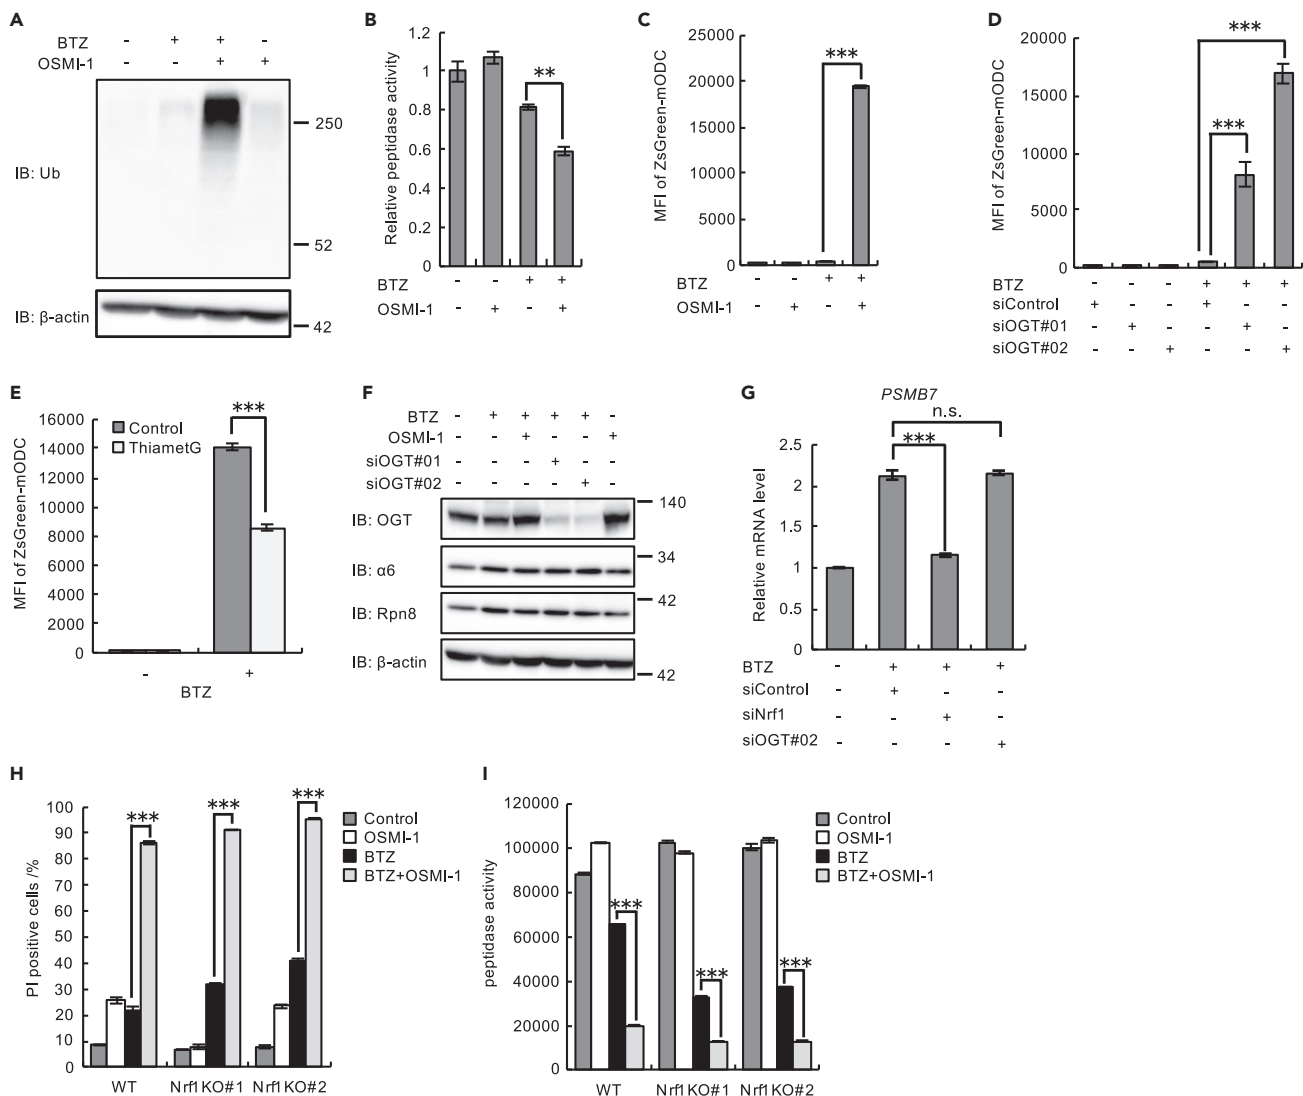 A
BTZ - + + -
OSMI-1 - - + +
IB: Ub
250
52
IB: β-actin
42
B
Relative peptidase activity
1.2
1
0.8
0.6
0.4
0.2
0
**
BTZ - - + +
OSMI-1 - + - +
C
MFI of ZsGreen-mODC
25000
20000
15000
10000
5000
0
***
BTZ - - + +
OSMI-1 - + - +
D
MFI of ZsGreen-mODC
20000
15000
10000
5000
0
***
***
BTZ - - - + + +
siControl + - - + - -
siOGT#01 - + - - + -
siOGT#02 - - + - - +
E
MFI of ZsGreen-mODC
16000
14000
12000
10000
8000
6000
4000
2000
0
***
Control
ThiametG
- +
BTZ
F
BTZ - + + + + -
OSMI-1 - - + - - +
siOGT#01 - - - + - -
siOGT#02 - - - - + -
IB: OGT
140
IB: α6
34
IB: Rpn8
42
IB: β-actin
42
G
PSMB7
n.s.
***
Relative mRNA level
2.5
2
1.5
1
0.5
0
BTZ - + + +
siControl - + - -
siNrf1 - - + -
siOGT#02 - - - +
H
PI positive cells /%
100
90
80
70
60
50
40
30
20
10
0
*** *** ***
Control
OSMI-1
BTZ
BTZ+OSMI-1
WT Nrf1KO#1 Nrf1KO#2
I
peptidase activity
120000
100000
80000
60000
40000
20000
0
*** *** ***
Control
OSMI-1
BTZ
BTZ+OSMI-1
WT Nrf1KO#1 Nrf1KO#2